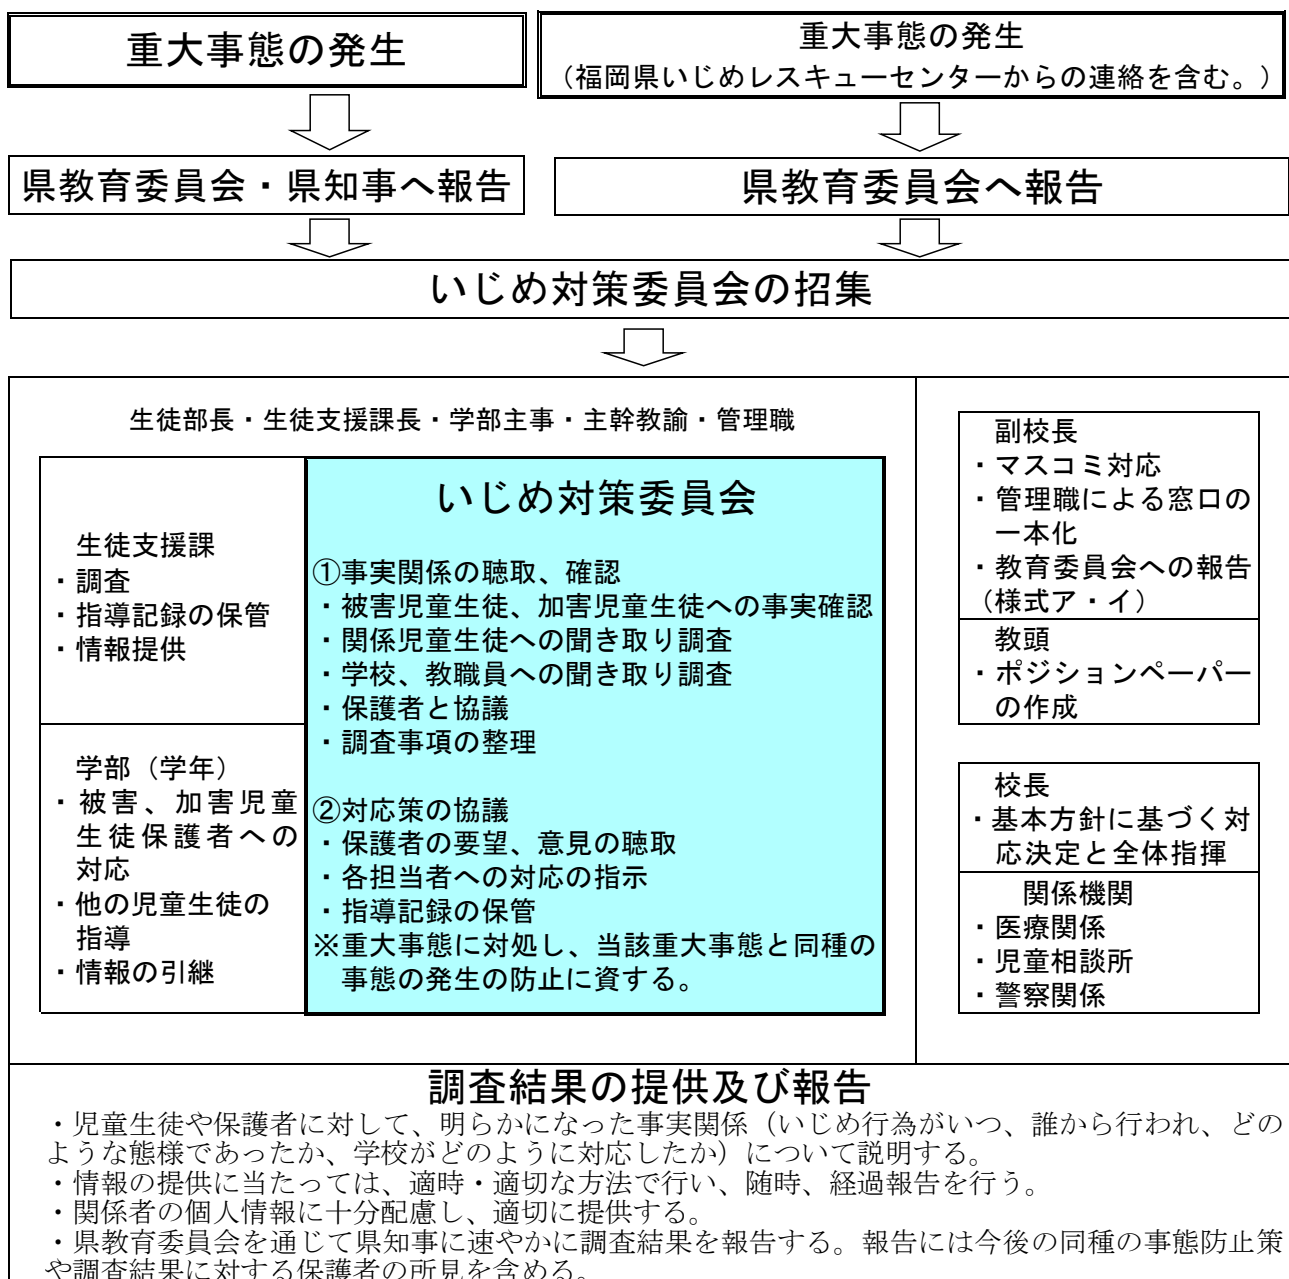 重大事態の発生
重大事態の発生
（福岡県いじめレスキューセンターからの連絡を含む。）
県教育委員会・県知事へ報告
県教育委員会へ報告
いじめ対策委員会の招集
生徒部長・生徒支援課長・学部主事・主幹教諭・管理職
生徒支援課
・調査
・指導記録の保管
・情報提供
学部（学年）
・被害、加害児童
生徒保護者への
対応
・他の児童生徒の
指導
・情報の引継
いじめ対策委員会
①事実関係の聴取、確認
・被害児童生徒、加害児童生徒への事実確認
・関係児童生徒への聞き取り調査
・学校、教職員への聞き取り調査
・保護者と協議
・調査事項の整理
②対応策の協議
・保護者の要望、意見の聴取
・各担当者への対応の指示
・指導記録の保管
※重大事態に対処し、当該重大事態と同種の
事態の発生の防止に資する。
副校長
・マスコミ対応
・管理職による窓口の
一本化
・教育委員会への報告
（様式ア・イ）
教頭
・ポジションペーパー
の作成
校長
・基本方針に基づく対
応決定と全体指揮
関係機関
・医療関係
・児童相談所
・警察関係
調査結果の提供及び報告
・児童生徒や保護者に対して、明らかになった事実関係（いじめ行為がいつ、誰から行われ、どの
ような態様であったか、学校がどのように対応したか）について説明する。
・情報の提供に当たっては、適時・適切な方法で行い、随時、経過報告を行う。
・関係者の個人情報に十分配慮し、適切に提供する。
・県教育委員会を通じて県知事に速やかに調査結果を報告する。報告には今後の同種の事態防止策
や調査結果に対する保護者の所見を含める。